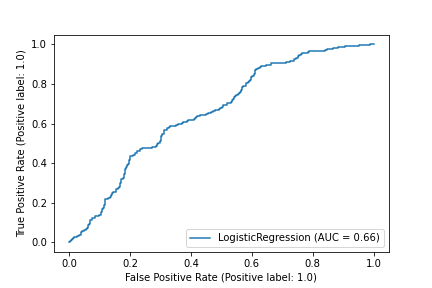 1.0
0.8
0.6
0.4
0.2
0.0
True Positive Rate (Positive label: 1.0)
LogisticRegression (AUC = 0.66)
0.0 0.2 0.4 0.6 0.8 1.0
False Positive Rate (Positive label: 1.0)